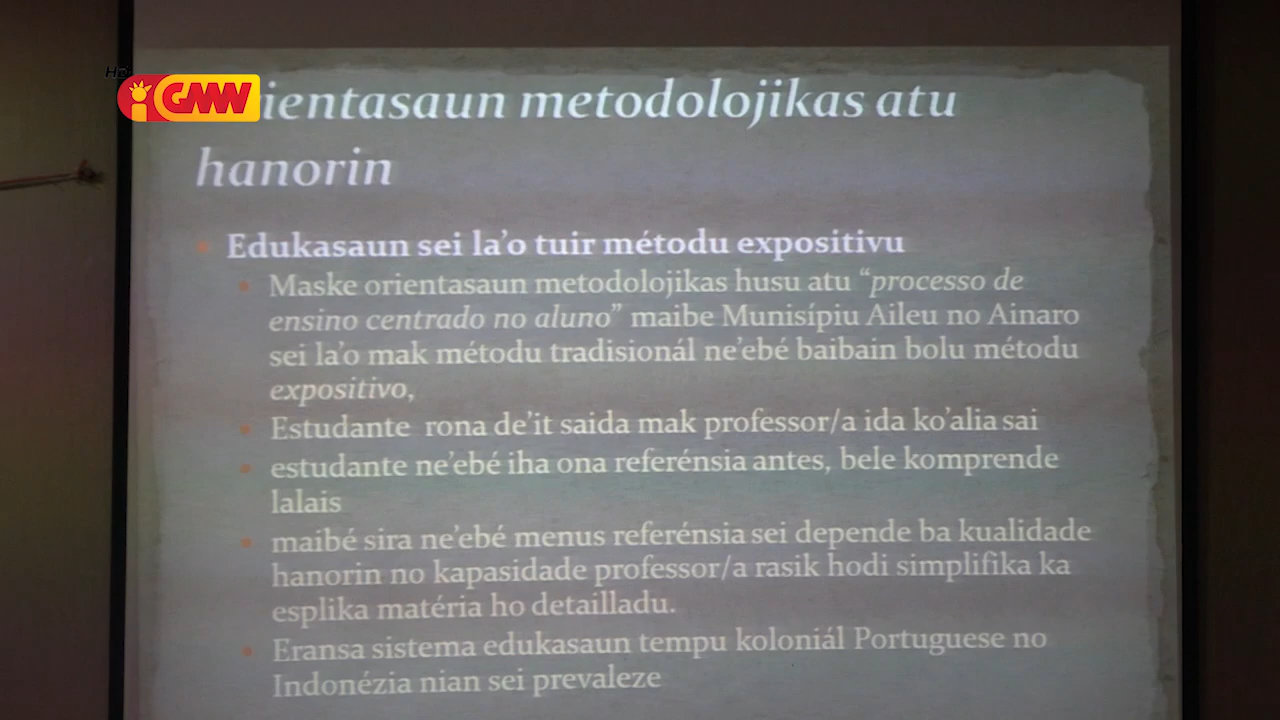 GMN
ientasaun metodolojikas atu
hanorin
Edukasaun sei la’o tuir métodu expositivu
Maske orientasaun metodolojikas husu atu “processo de
ensino centrado no aluno” maibe Munisípiu Aileu no Ainaro
sei la’o mak métodu tradisionál ne’ebé baibain bolu métodu
expositivo,
Estudante rona de’it saida mak professor/a ida ko’alia sai
estudante ne’ebé iha ona referénsia antes, bele komprende
lalais
maibé sira ne’ebé menus referénsia sei depende ba kualidade
hanorin no kapasidade professor/a rasik hodi simplifika ka
esplika matéria ho detailladu.
Eransa sistema edukasaun tempu koloniál Portuguese no
Indonézia nian sei prevaleze